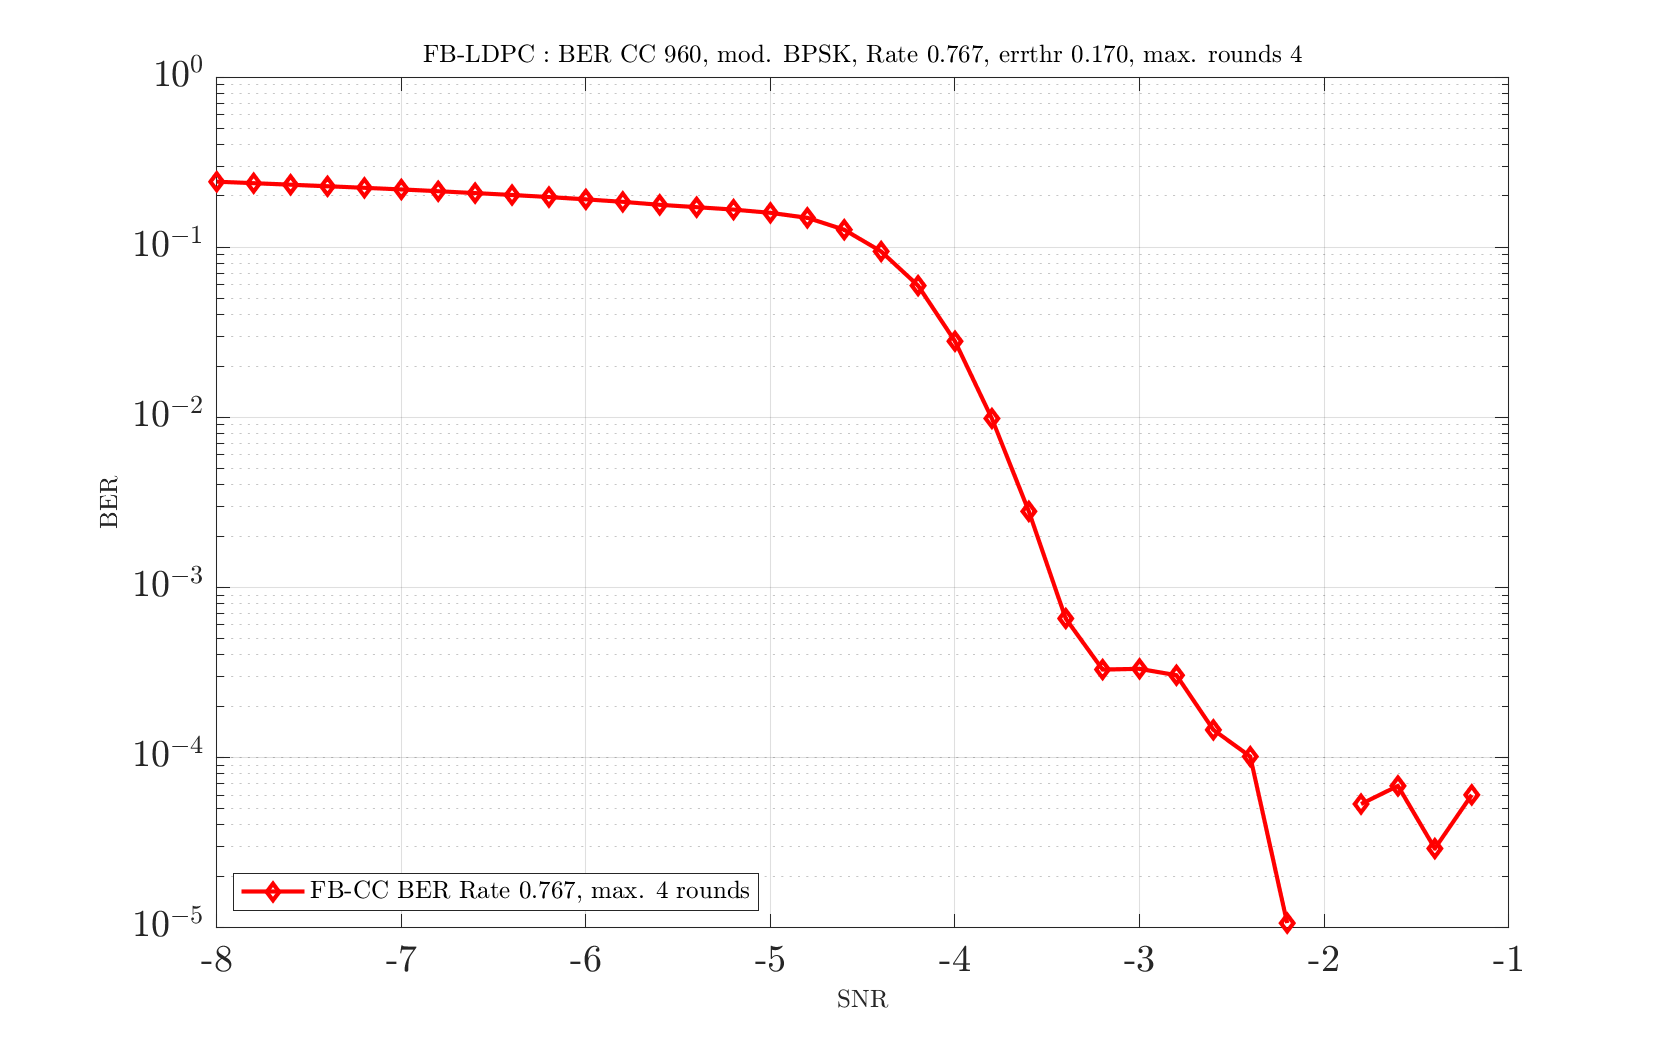 FB-LDPC : BER CC 960, mod. BPSK, Rate 0.767, errthr 0.170, max. rounds 4
10^0
10^−1
10^−2
10^−3
10^−4
10^−5
BER
FB-CC BER Rate 0.767, max. 4 rounds
-8 -7 -6 -5 -4 -3 -2 -1
SNR